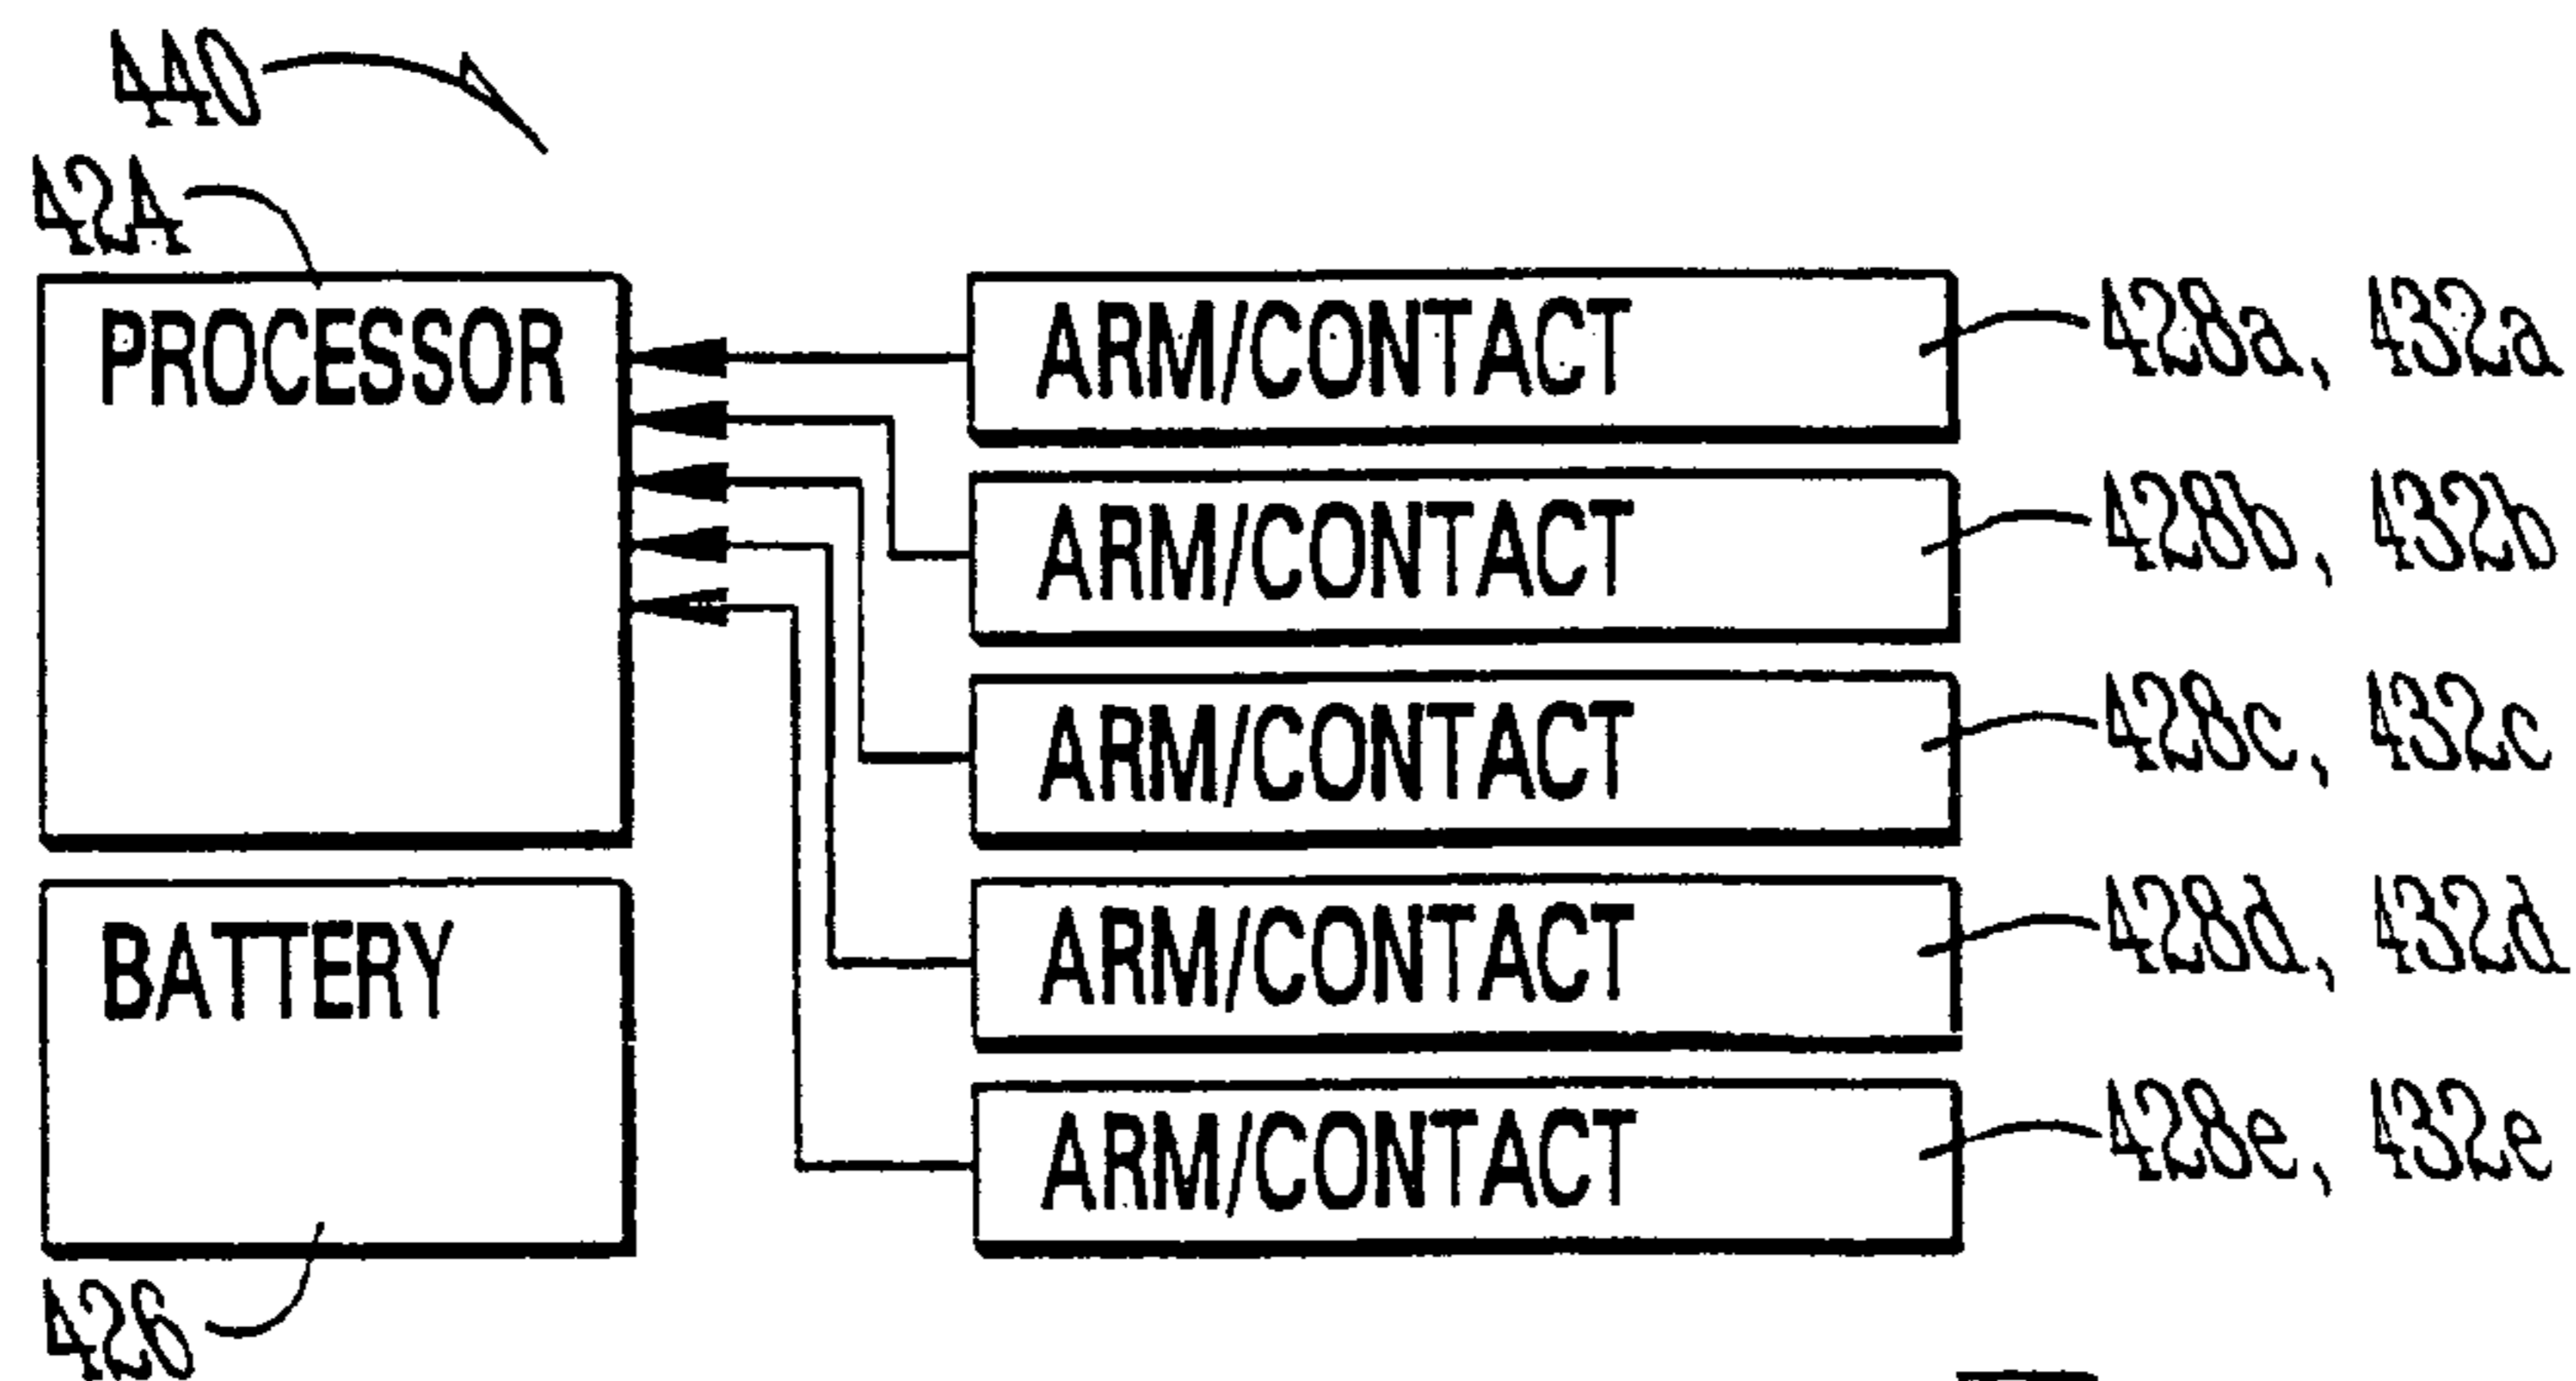 440
424
PROCESSOR
ARM/CONTACT
428a, 432a
ARM/CONTACT
428b, 432b
ARM/CONTACT
428c, 432c
BATTERY
ARM/CONTACT
428d, 432d
ARM/CONTACT
428e, 432e
426